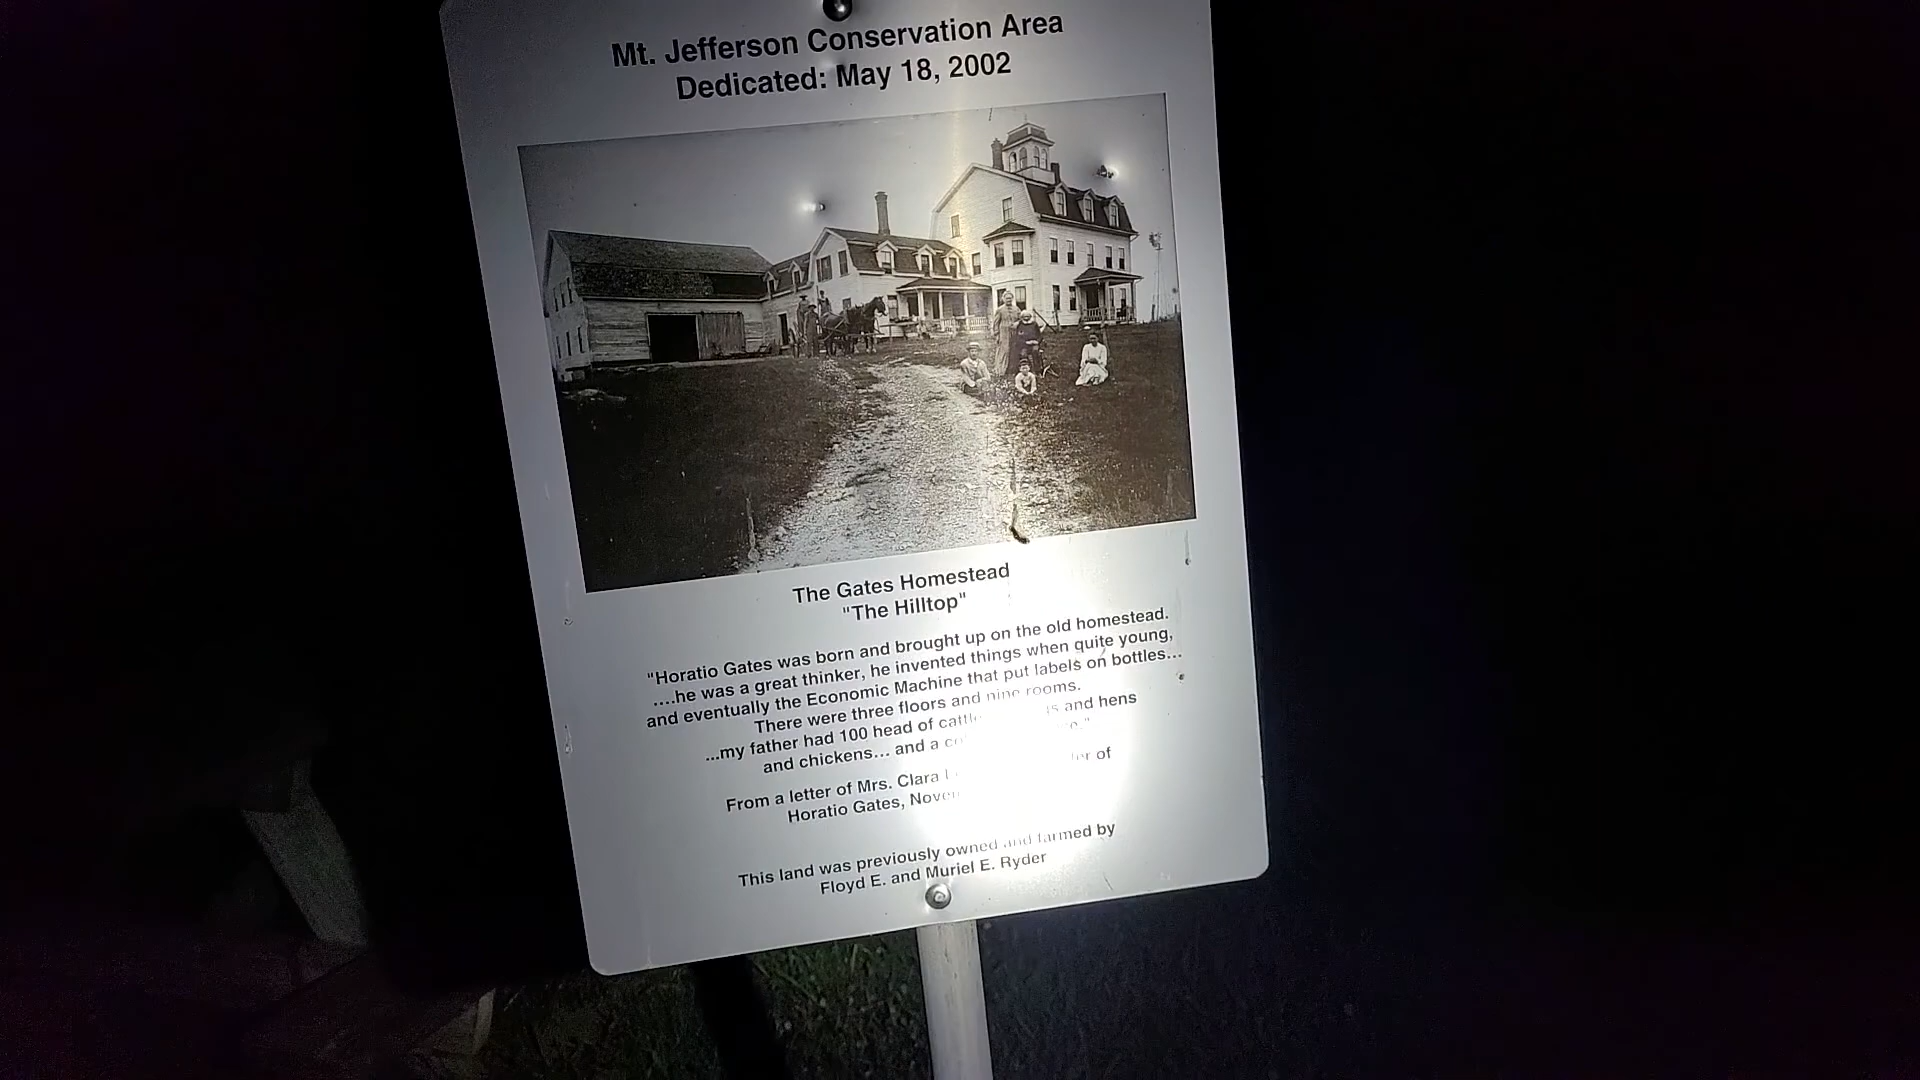 Mt. Jefferson Conservation Area
Dedicated: May 18, 2002
The Gates Homestead
"The Hilltop"
"Horatio Gates was born and brought up on the old homestead.
....he was a great thinker, he invented things when quite young,
and eventually the Economic Machine that put labels on bottles...
There were three floors and nine rooms.
...my father had 100 head of and hens
and chickens... and a
From a letter of Mrs. Clara of
Horatio Gates,
This land was previously owned and farmed by
Floyd E. and Muriel E. Ryder